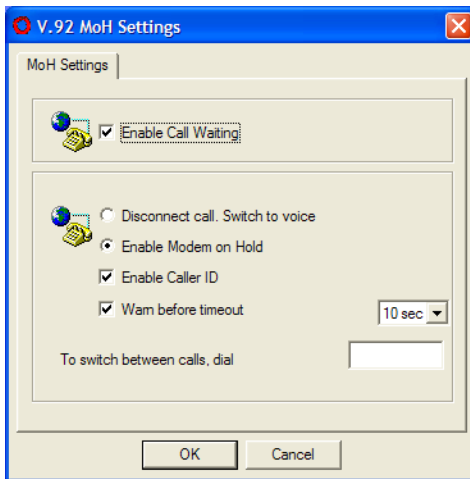 V.92 MoH Settings
MoH Settings
Enable Call Waiting
Disconnect call. Switch to voice
Enable Modem on Hold
Enable Caller ID
Warn before timeout
10 sec
To switch between calls, dial
OK
Cancel